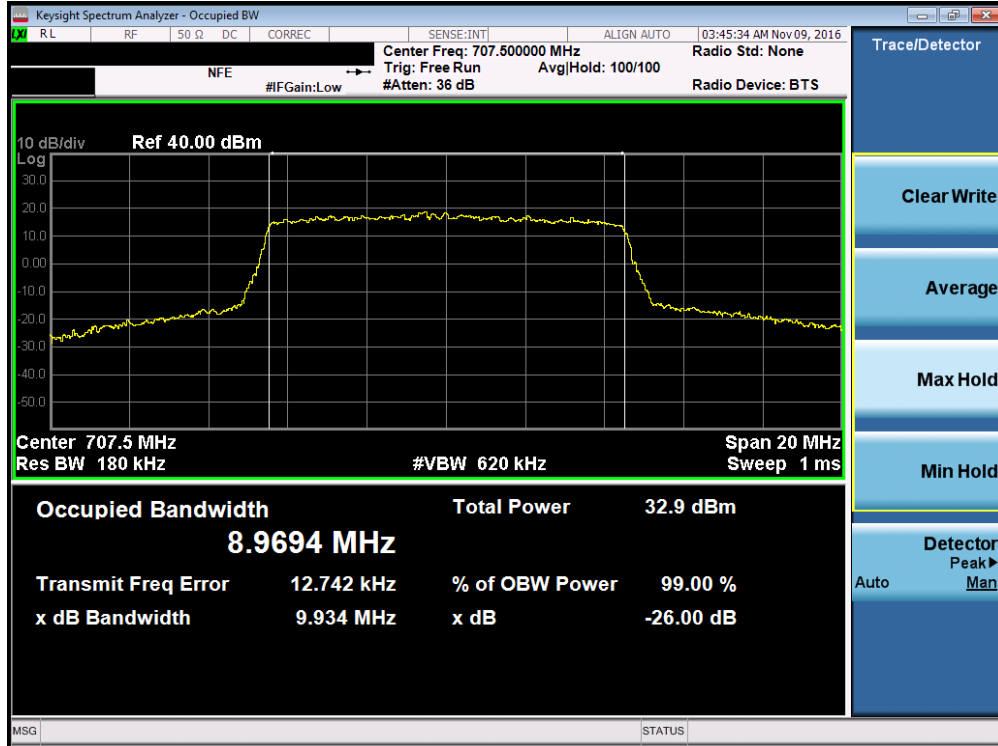 Keysight Spectrum Analyzer - Occupied BW
LXI RL RF 50 Ω DC CORREC SENSE:INT ALIGN AUTO 03:45:34 AM Nov 09, 2016
Center Freq: 707.500000 MHz Radio Std: None
NFE Trig: Free Run Avg|Hold: 100/100
#IFGain:Low #Atten: 36 dB Radio Device: BTS
10 dB/div Ref 40.00 dBm
Log
30.0
20.0
10.0
0.00
-10.0
-20.0
-30.0
-40.0
-50.0
Center 707.5 MHz Span 20 MHz
Res BW 180 kHz #VBW 620 kHz Sweep 1 ms
Occupied Bandwidth Total Power 32.9 dBm
8.9694 MHz
Transmit Freq Error 12.742 kHz % of OBW Power 99.00 %
x dB Bandwidth 9.934 MHz x dB -26.00 dB
MSG STATUS
Trace/Detector
Clear Write
Average
Max Hold
Min Hold
Detector
Peak▶
Auto Man